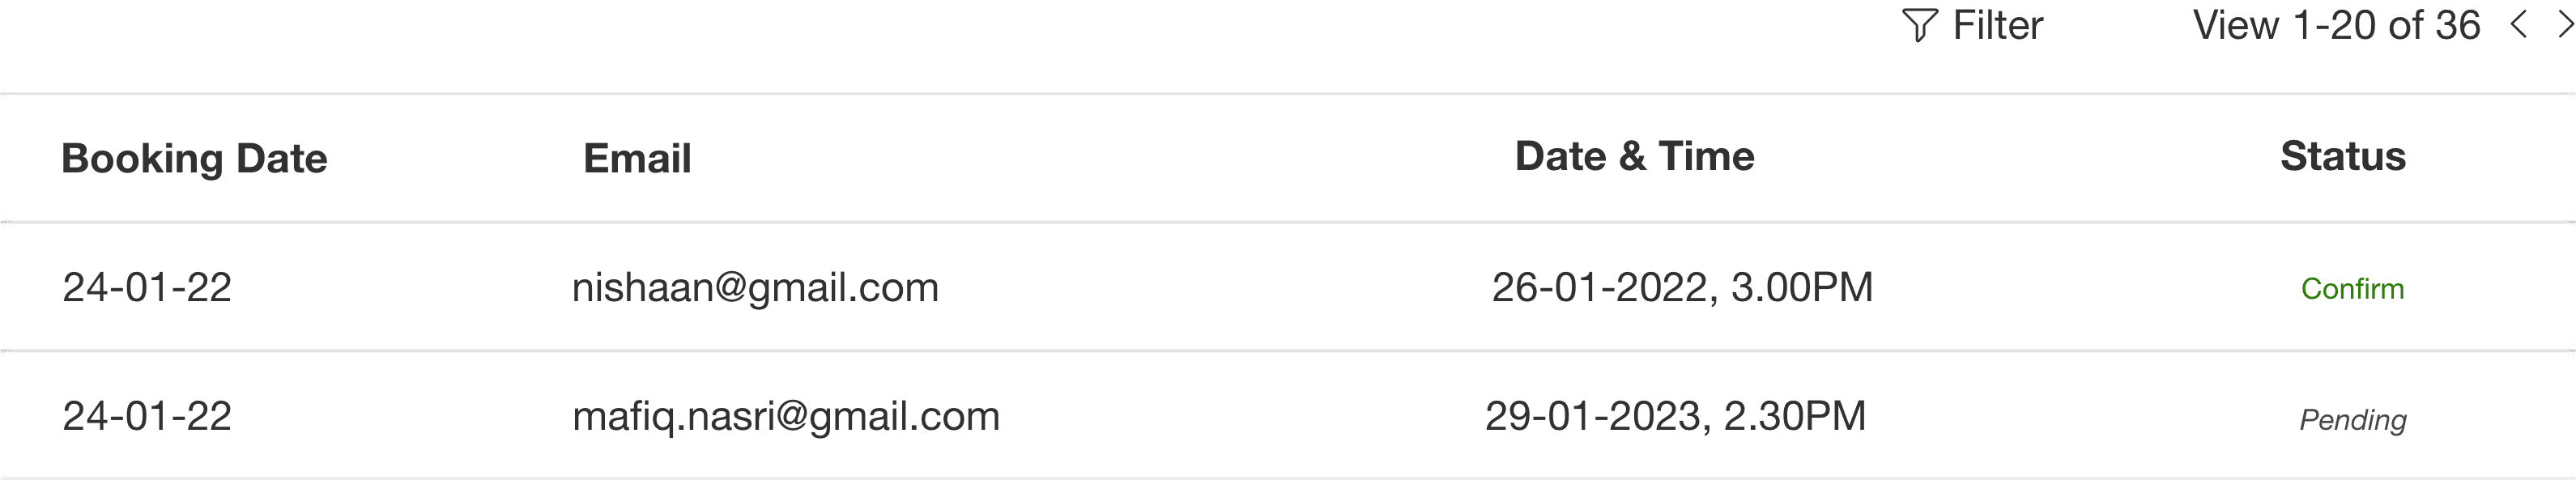 Filter View 1-20 of 36 < >
Booking Date Email Date & Time Status
24-01-22 nishaan@gmail.com 26-01-2022, 3.00PM Confirm
24-01-22 mafiq.nasri@gmail.com 29-01-2023, 2.30PM Pending